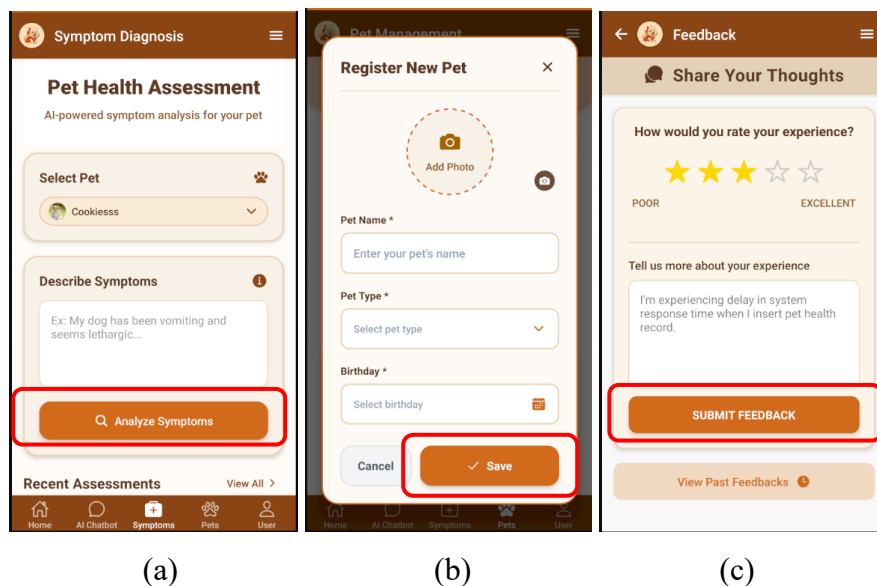 Symptom Diagnosis
Pet Health Assessment
AI-powered symptom analysis for your pet
Select Pet
Cookiesss
Describe Symptoms
Ex: My dog has been vomiting and
seems lethargic...
Analyze Symptoms
Recent Assessments View All >
Home AI Chatbot Symptoms Pets User
(a)
Pet Management
Register New Pet ×
Add Photo
Pet Name *
Enter your pet's name
Pet Type *
Select pet type
Birthday *
Select birthday
Cancel ✓ Save
Home AI Chatbot Symptoms Pets User
(b)
Feedback
Share Your Thoughts
How would you rate your experience?
POOR EXCELLENT
Tell us more about your experience
I'm experiencing delay in system
response time when I insert pet health
record.
SUBMIT FEEDBACK
View Past Feedbacks
(c)